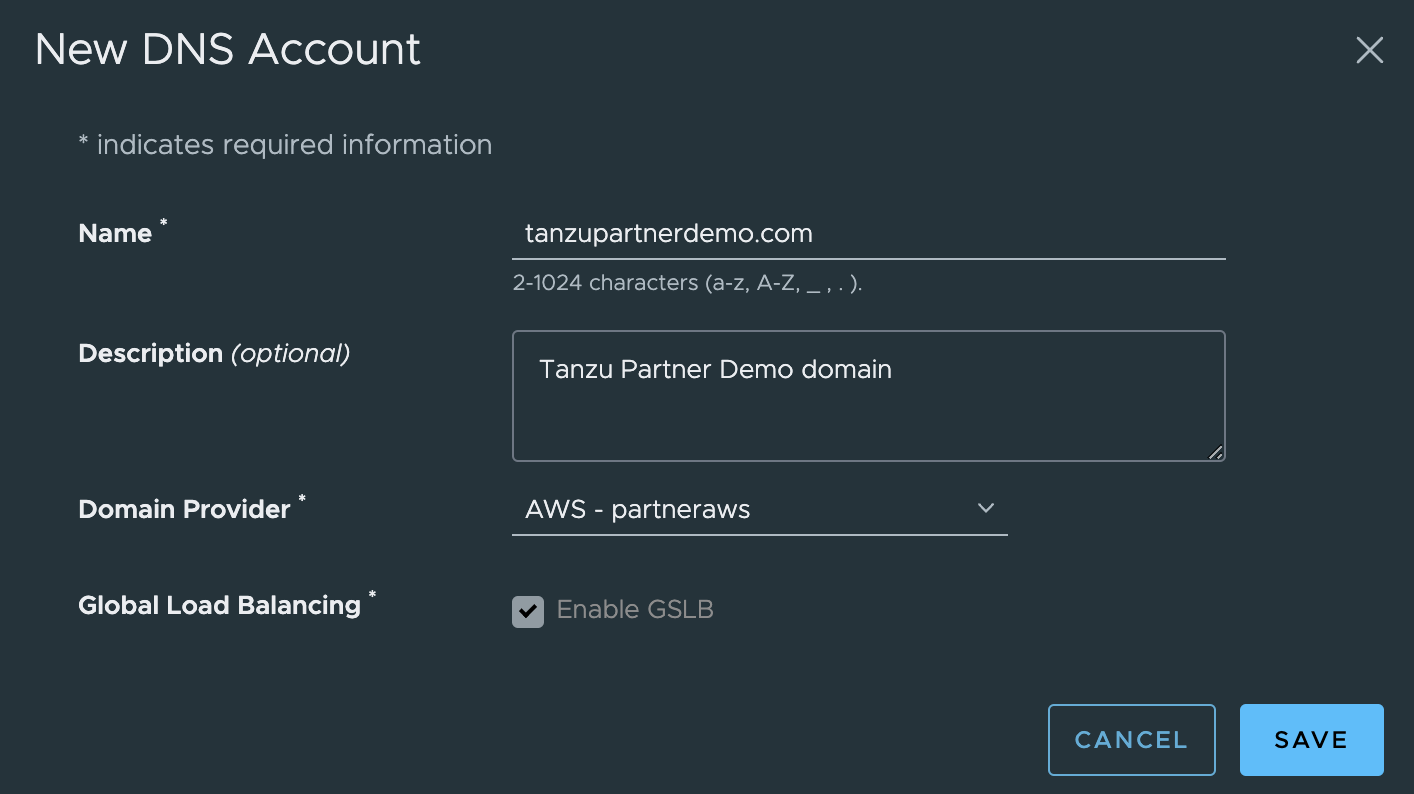 New DNS Account
* indicates required information
Name *
tanzupartnerdemo.com
2-1024 characters (a-z, A-Z, _ , . ).
Description (optional)
Tanzu Partner Demo domain
Domain Provider *
AWS - partneraws
Global Load Balancing *
Enable GSLB
CANCEL
SAVE